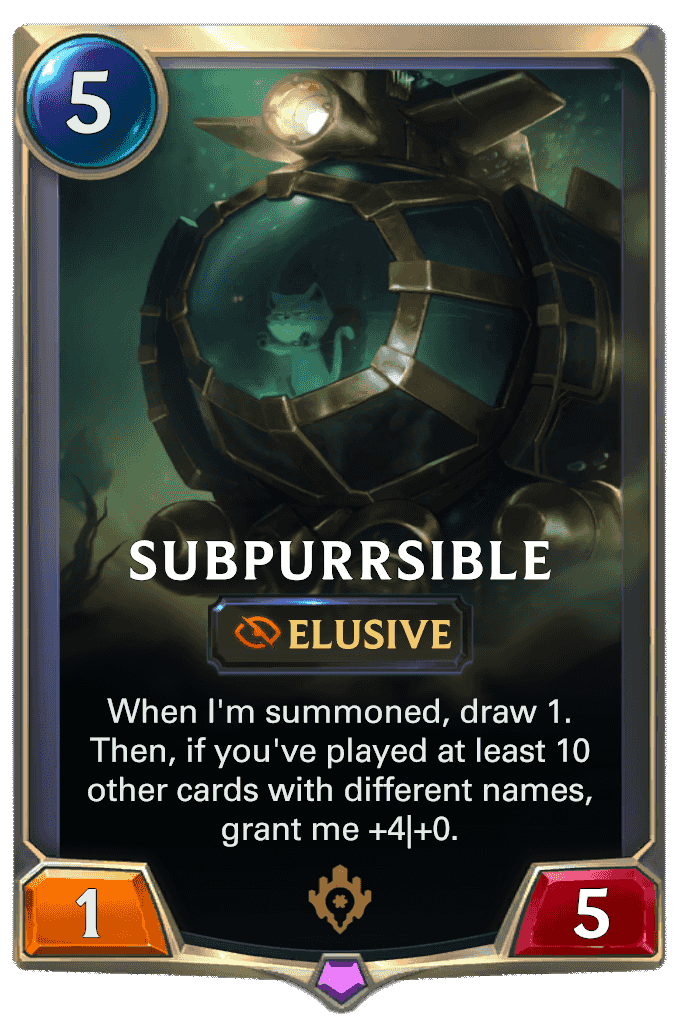 5
SUBPURRSIBLE
ELUSIVE
When I'm summoned, draw 1.
Then, if you've played at least 10
other cards with different names,
grant me +4|+0.
1
5